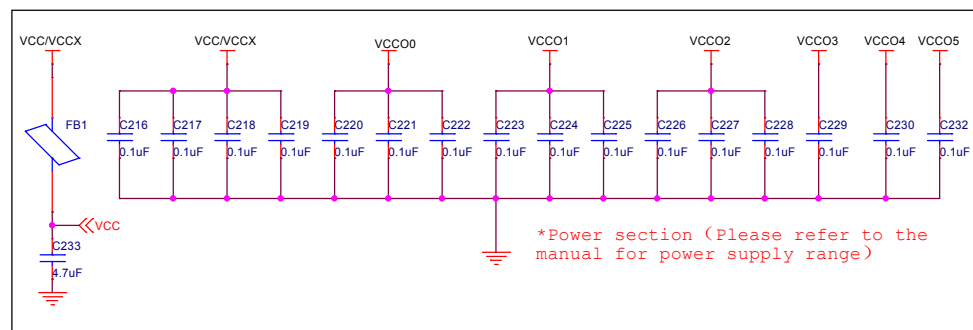 VCC/VCCX VCC/VCCX VCCO0 VCCO1 VCCO2 VCCO3 VCCO4 VCCO5
FB1 C216 C217 C218 C219 C220 C221 C222 C223 C224 C225 C226 C227 C228 C229 C230 C232
0.1uF 0.1uF 0.1uF 0.1uF 0.1uF 0.1uF 0.1uF 0.1uF 0.1uF 0.1uF 0.1uF 0.1uF 0.1uF 0.1uF 0.1uF 0.1uF
VCC
C233
4.7uF
*Power section (Please refer to the
manual for power supply range)